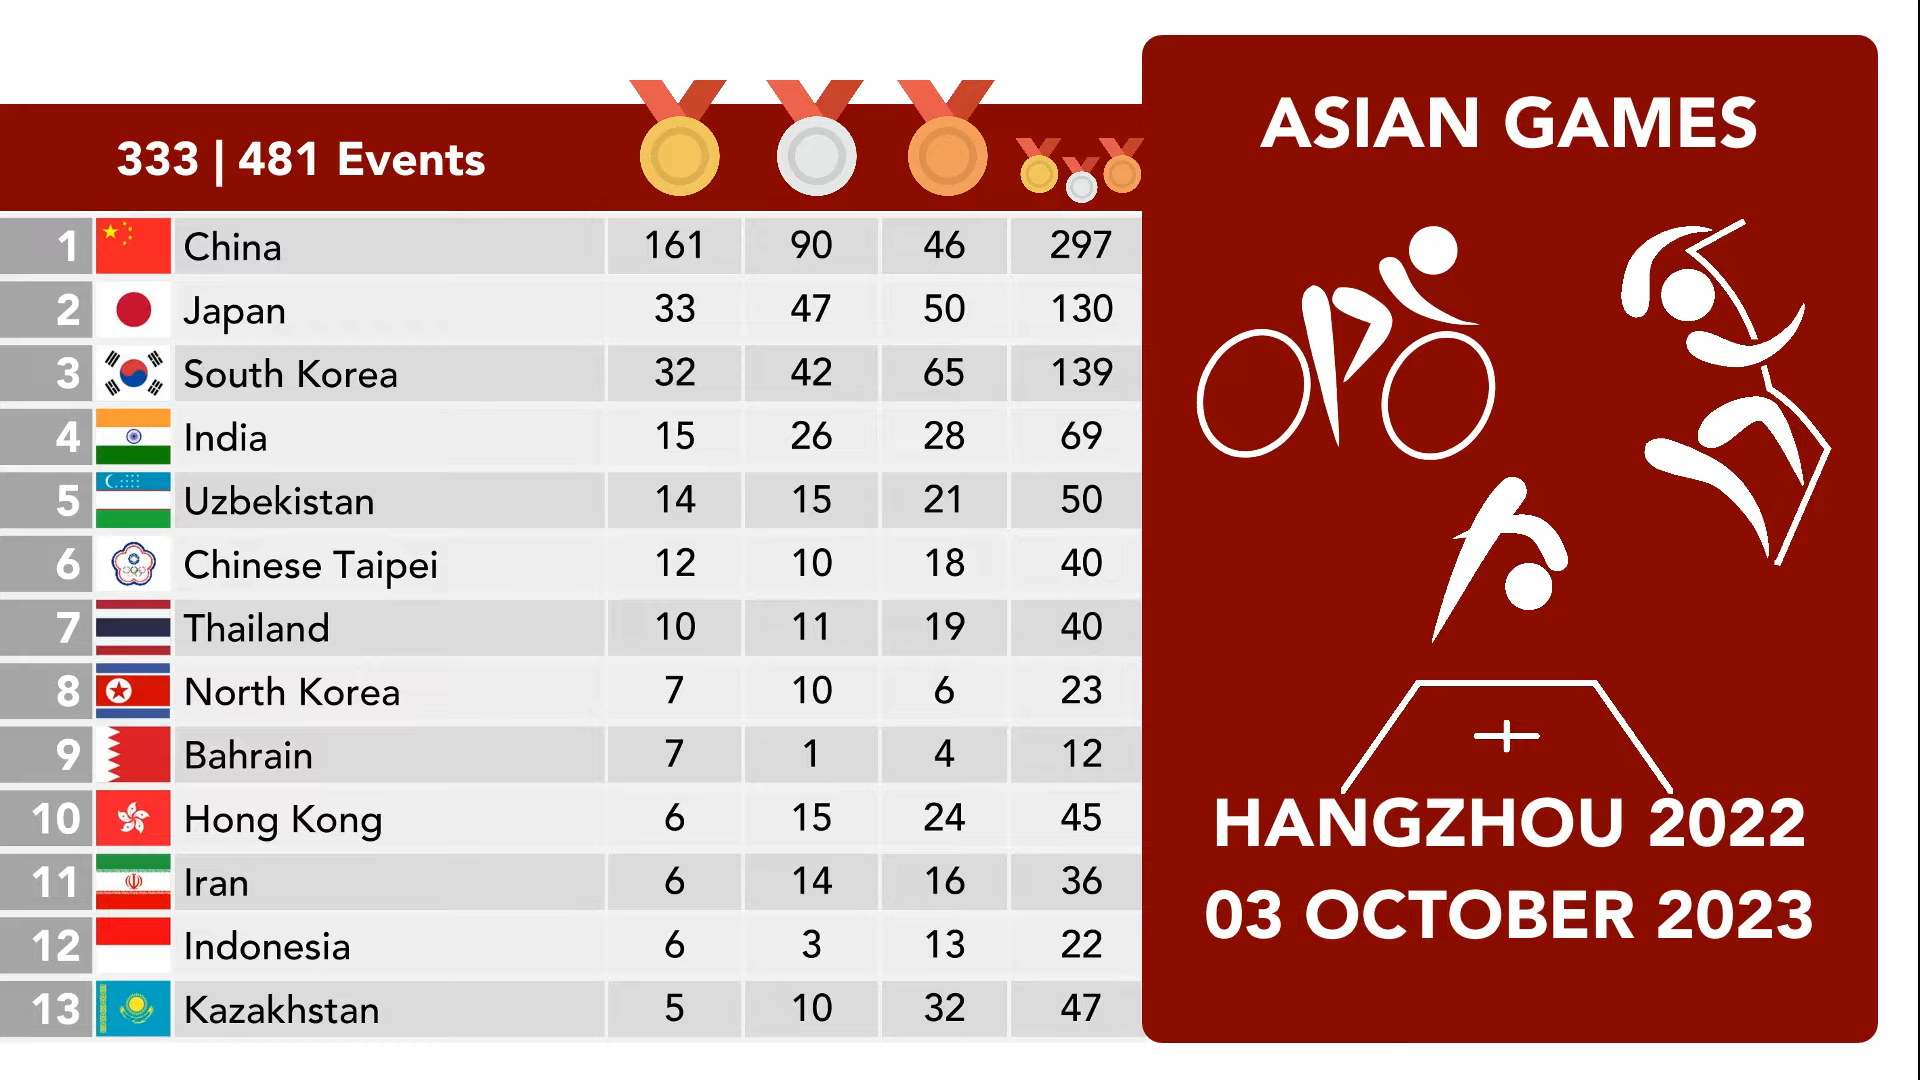 333 | 481 Events
1 China 161 90 46 297
2 Japan 33 47 50 130
3 South Korea 32 42 65 139
4 India 15 26 28 69
5 Uzbekistan 14 15 21 50
6 Chinese Taipei 12 10 18 40
7 Thailand 10 11 19 40
8 North Korea 7 10 6 23
9 Bahrain 7 1 4 12
10 Hong Kong 6 15 24 45
11 Iran 6 14 16 36
12 Indonesia 6 3 13 22
13 Kazakhstan 5 10 32 47
ASIAN GAMES
HANGZHOU 2022
03 OCTOBER 2023